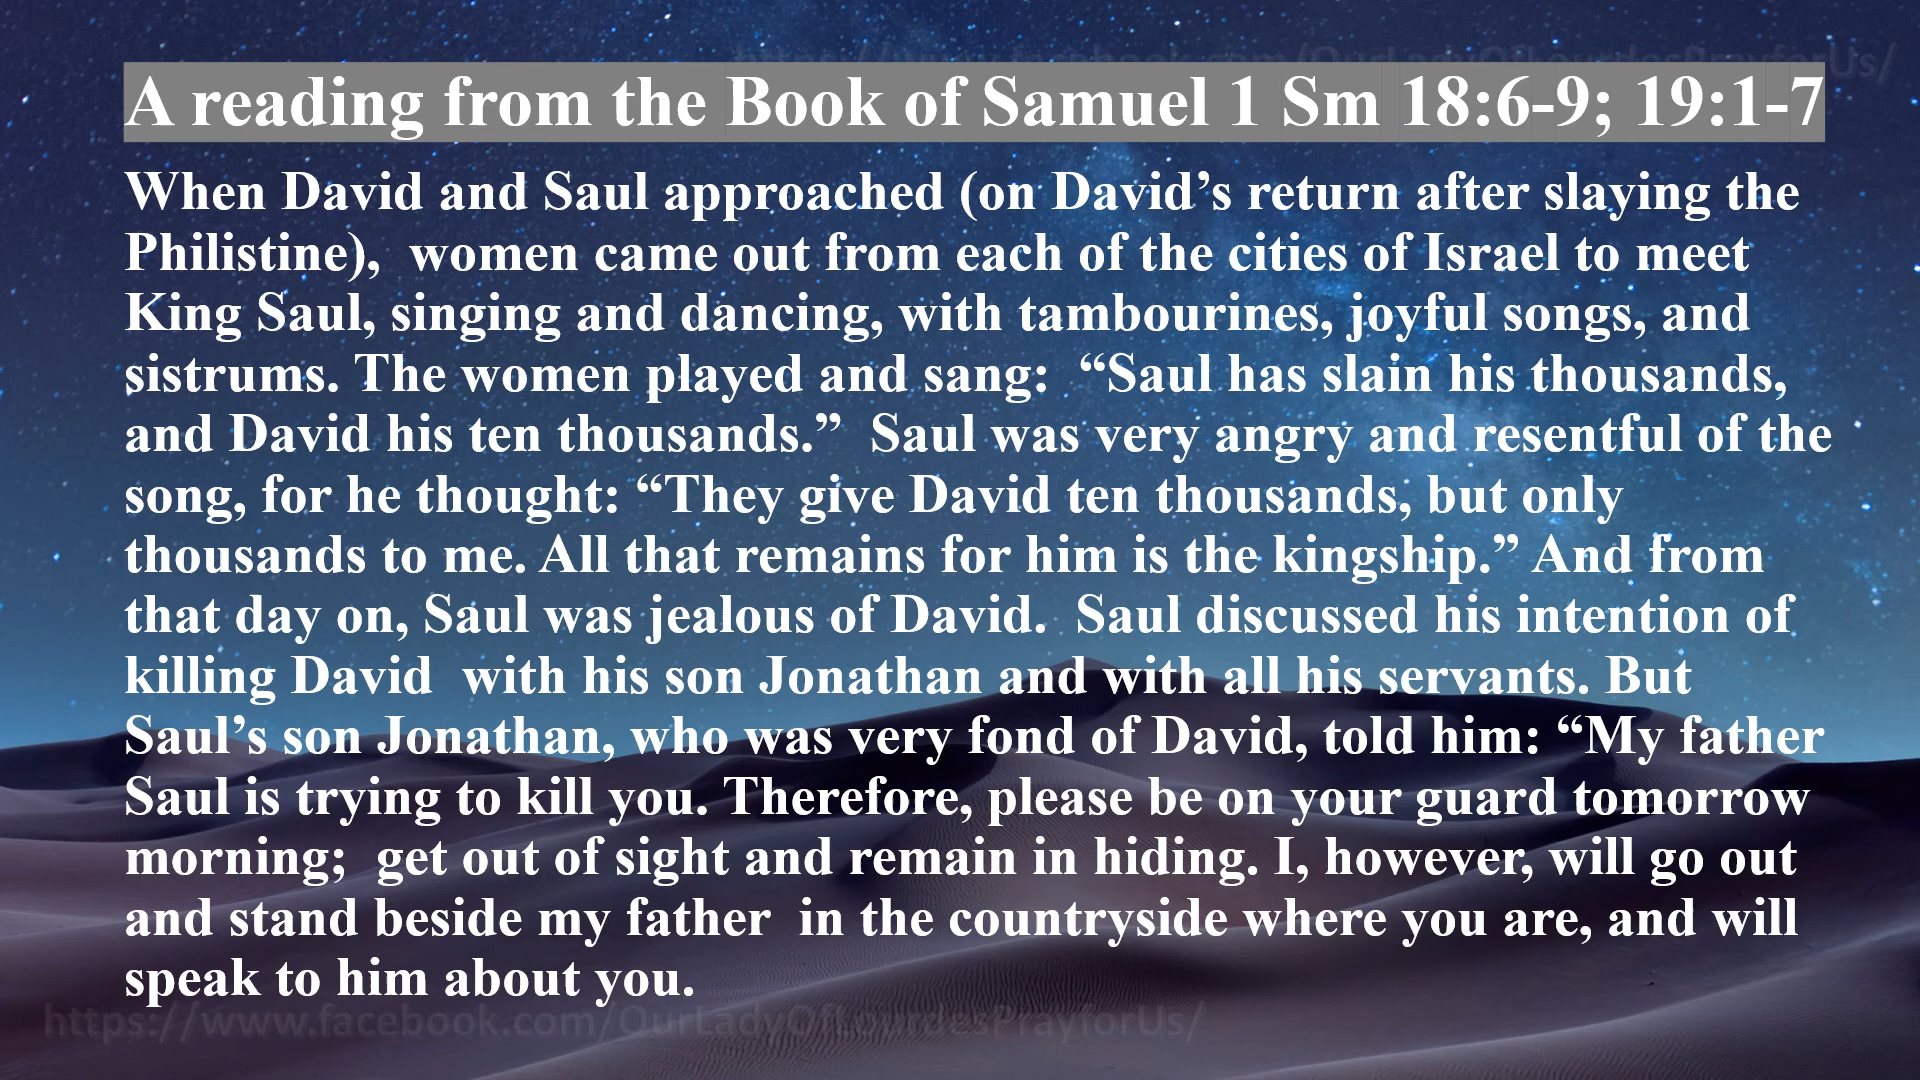 https://www.facebook.com/OurLadyOfLourdesPrayforUs/
A reading from the Book of Samuel 1 Sm 18:6-9; 19:1-7
When David and Saul approached (on David’s return after slaying the
Philistine),  women came out from each of the cities of Israel to meet
King Saul, singing and dancing, with tambourines, joyful songs, and
sistrums. The women played and sang:  “Saul has slain his thousands,
and David his ten thousands.”  Saul was very angry and resentful of the
song, for he thought: “They give David ten thousands, but only
thousands to me. All that remains for him is the kingship.” And from
that day on, Saul was jealous of David.  Saul discussed his intention of
killing David  with his son Jonathan and with all his servants. But
Saul’s son Jonathan, who was very fond of David, told him: “My father
Saul is trying to kill you. Therefore, please be on your guard tomorrow
morning;  get out of sight and remain in hiding. I, however, will go out
and stand beside my father  in the countryside where you are, and will
speak to him about you.
https://www.facebook.com/OurLadyOfLourdesPrayforUs/